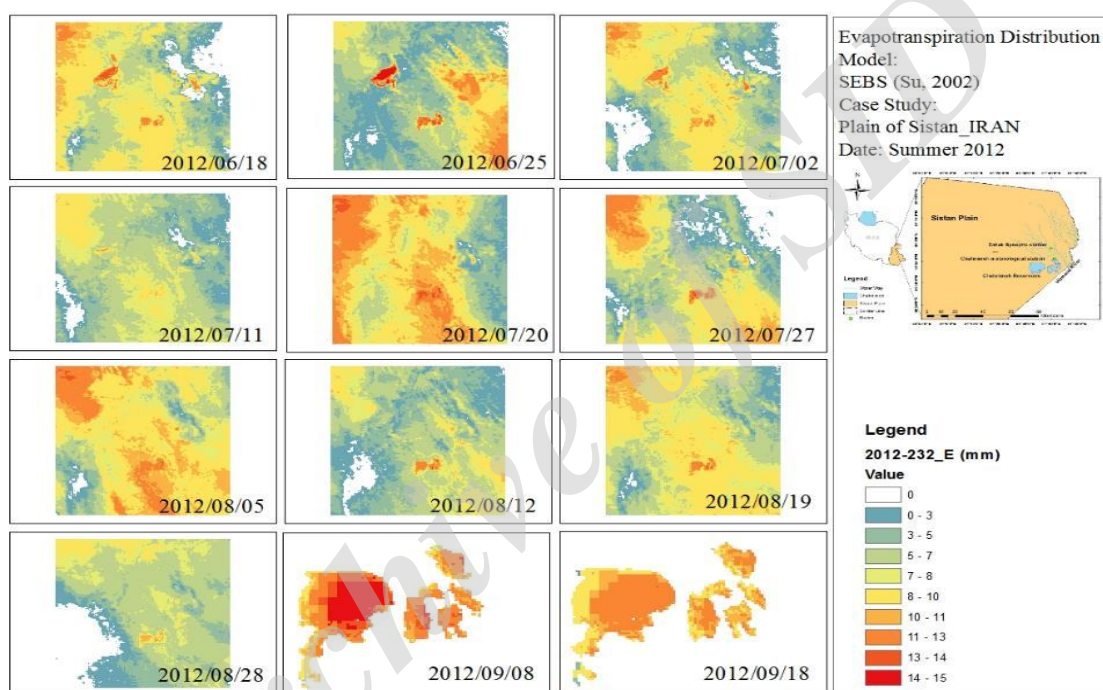 2012/06/18
2012/06/25
2012/07/02
2012/07/11
2012/07/20
2012/07/27
2012/08/05
2012/08/12
2012/08/19
2012/08/28
2012/09/08
2012/09/18
Evapotranspiration Distribution
Model:
SEBS (Su, 2002)
Case Study:
Plain of Sistan_IRAN
Date: Summer 2012
N
Sistan Plain
Legend
Legend
2012-232_E (mm)
Value
0
0 - 3
3 - 5
5 - 7
7 - 8
8 - 10
10 - 11
11 - 13
13 - 14
14 - 15
Archive of SID